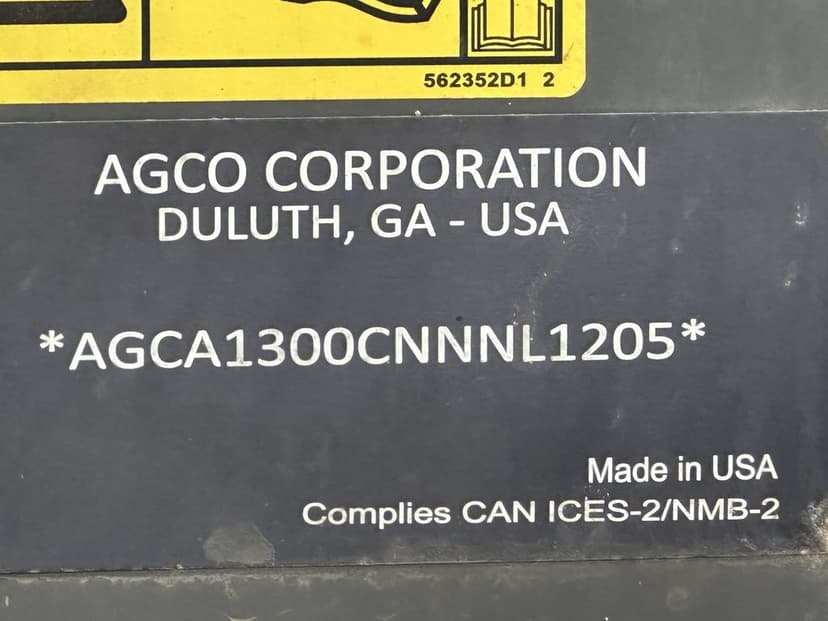 562352D1 2
AGCO CORPORATION
DULUTH, GA - USA
*AGCA1300CNNNL1205*
Made in USA
Complies CAN ICES-2/NMB-2